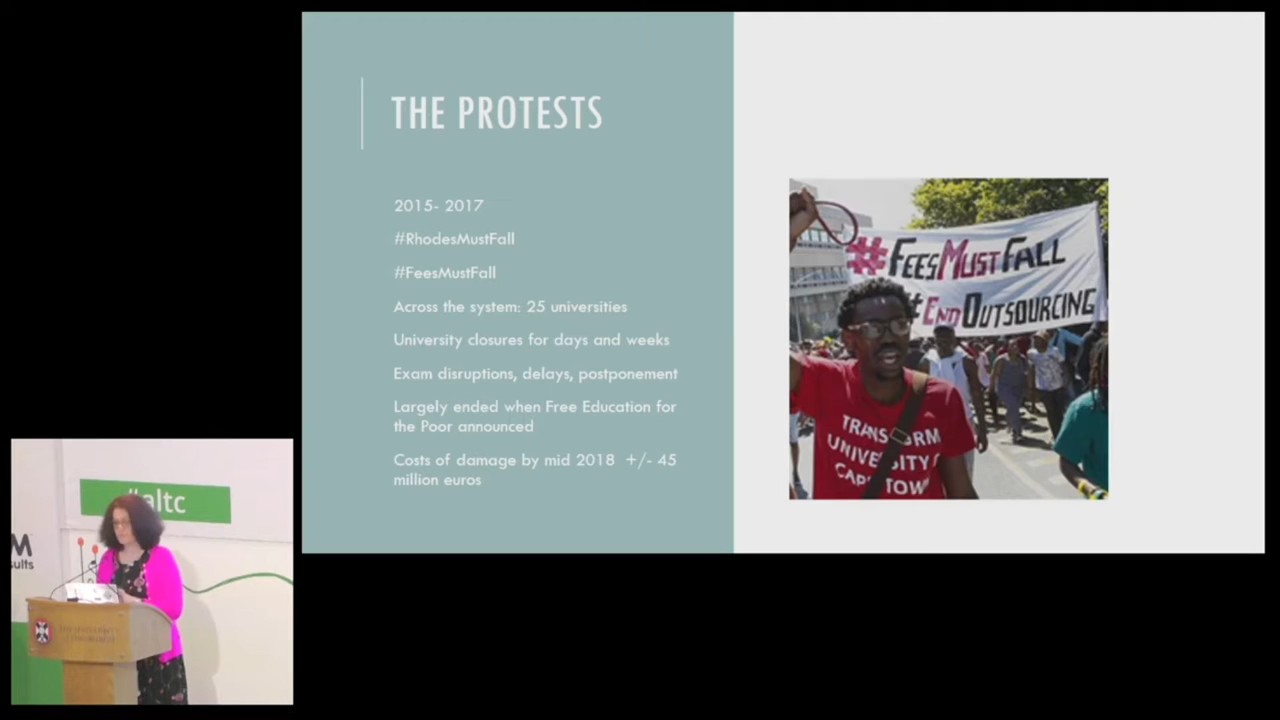 THE PROTESTS
2015- 2017
#RhodesMustFall
#FeesMustFall
Across the system: 25 universities
University closures for days and weeks
Exam disruptions, delays, postponement
Largely ended when Free Education for
the Poor announced
Costs of damage by mid 2018 +/- 45
million euros
#FEESMUSTFALL
#ENDOUTSOURCING
UNIVERSITY
CAPE TOWN
#altc